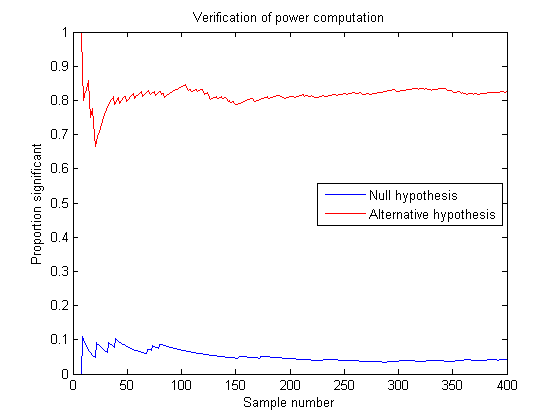 Verification of power computation
Proportion significant
1
0.9
0.8
0.7
0.6
0.5
0.4
0.3
0.2
0.1
0
Null hypothesis
Alternative hypothesis
0 50 100 150 200 250 300 350 400
Sample number